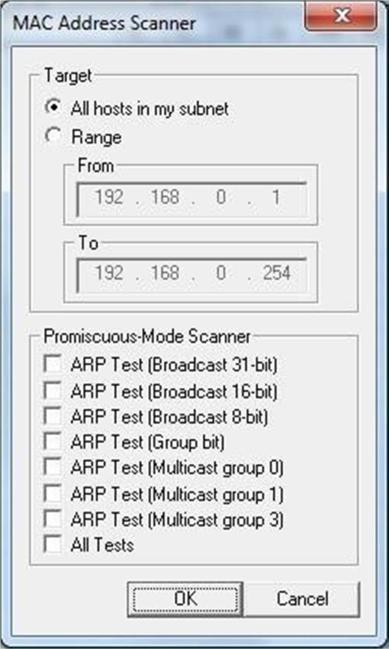 MAC Address Scanner
Target
All hosts in my subnet
Range
From
192 . 168 . 0 . 1
To
192 . 168 . 0 . 254
Promiscuous-Mode Scanner
ARP Test (Broadcast 31-bit)
ARP Test (Broadcast 16-bit)
ARP Test (Broadcast 8-bit)
ARP Test (Group bit)
ARP Test (Multicast group 0)
ARP Test (Multicast group 1)
ARP Test (Multicast group 3)
All Tests
OK Cancel